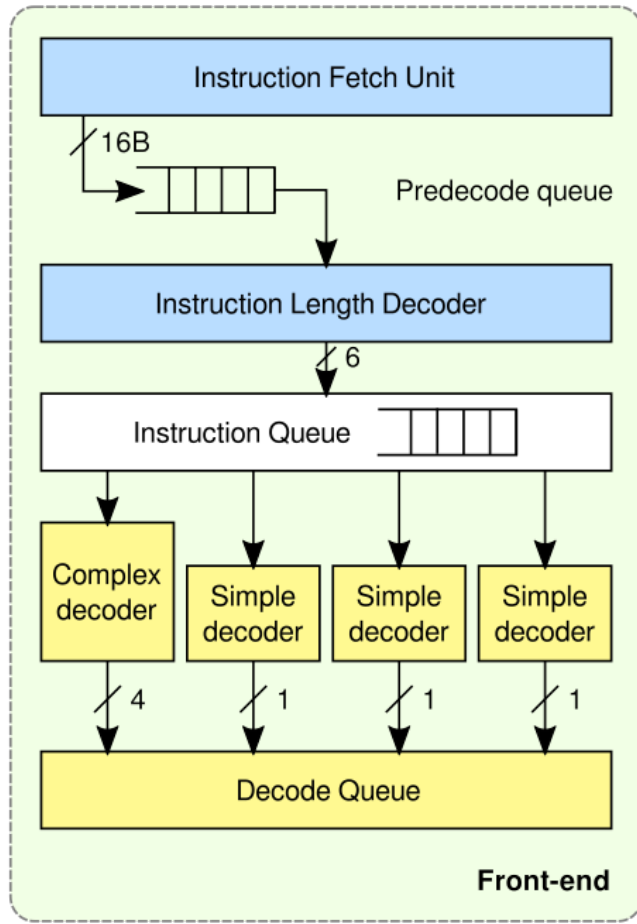 Instruction Fetch Unit
16B
Predecode queue
Instruction Length Decoder
6
Instruction Queue
Complex
decoder
Simple
decoder
Simple
decoder
Simple
decoder
4
1
1
1
Decode Queue
Front-end